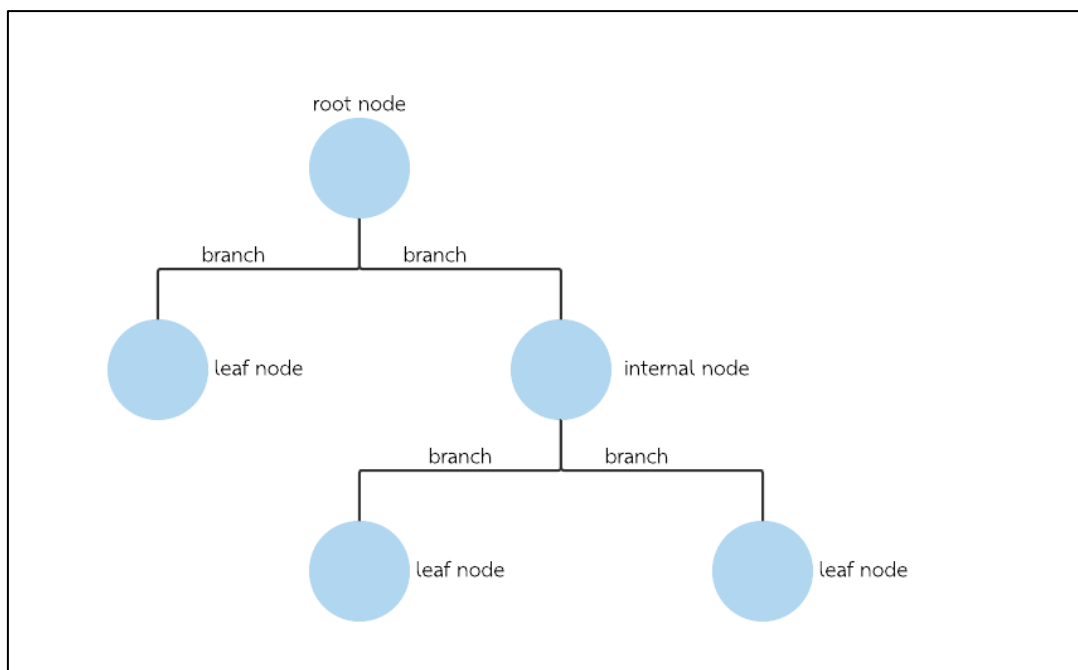 root node
branch
branch
leaf node
internal node
branch
branch
leaf node
leaf node